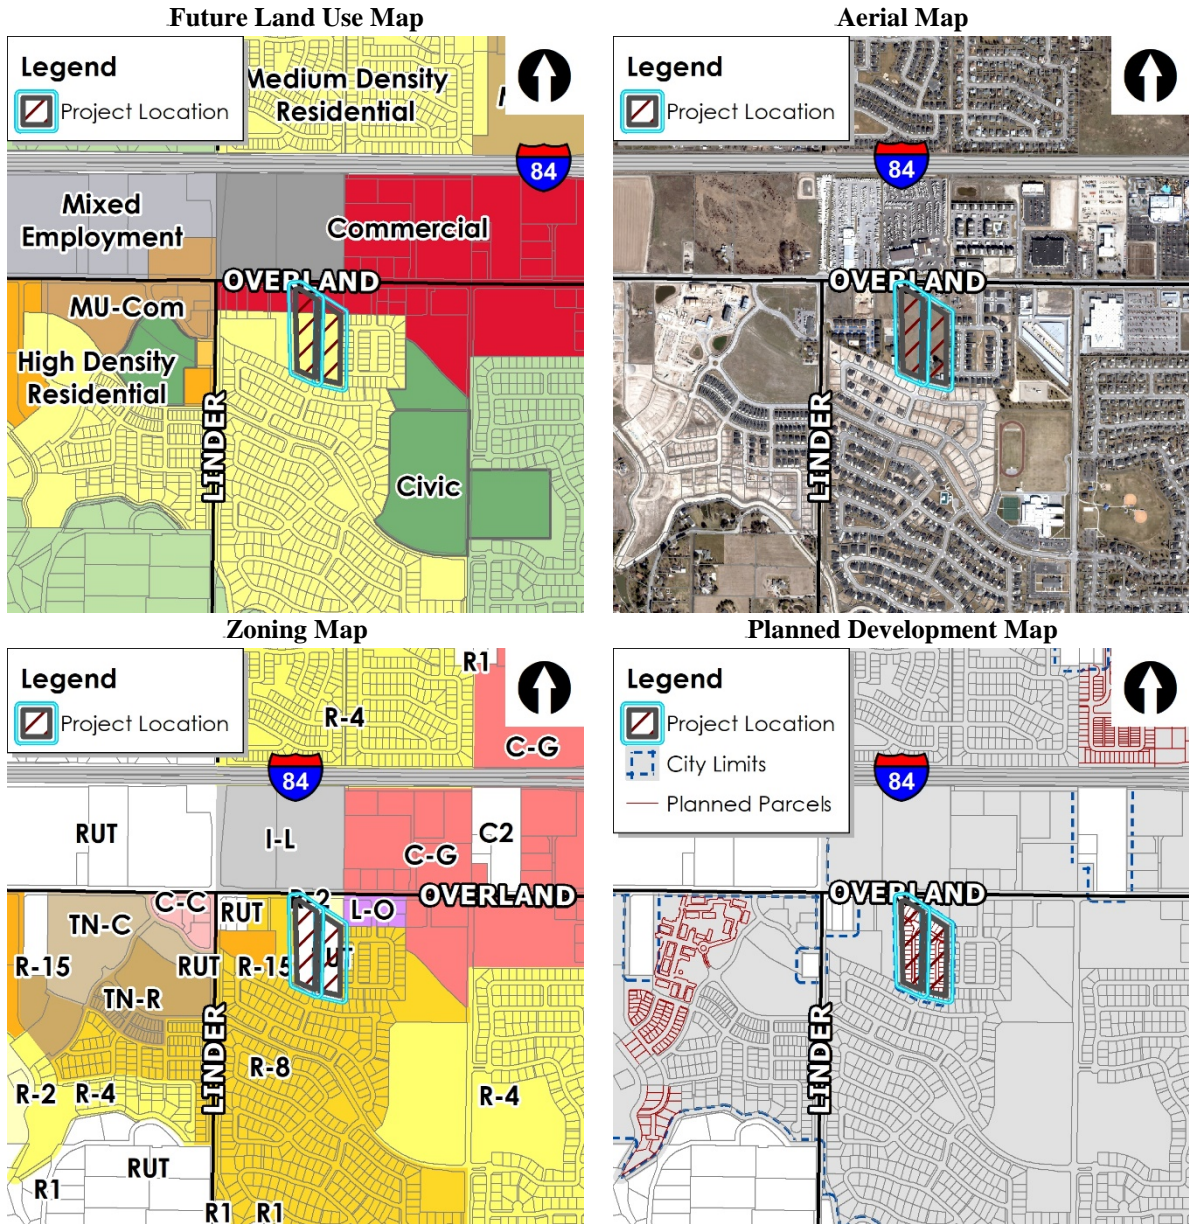 Future Land Use Map
Legend
Project Location
Medium Density
Residential
84
Mixed
Employment
Commercial
OVERLAND
MU-Com
High Density
Residential
LINDER
Civic
Aerial Map
Legend
Project Location
84
OVERLAND
LINDER
Zoning Map
Legend
Project Location
R1
R-4
C-G
84
RUT
I-L
C-G
C2
OVERLAND
C-C
RUT
L-O
TN-C
R-15
RUT
R-15
TN-R
LINDER
R-8
R-2
R-4
R-4
RUT
R1
R1
R1
Planned Development Map
Legend
Project Location
City Limits
Planned Parcels
84
OVERLAND
LINDER